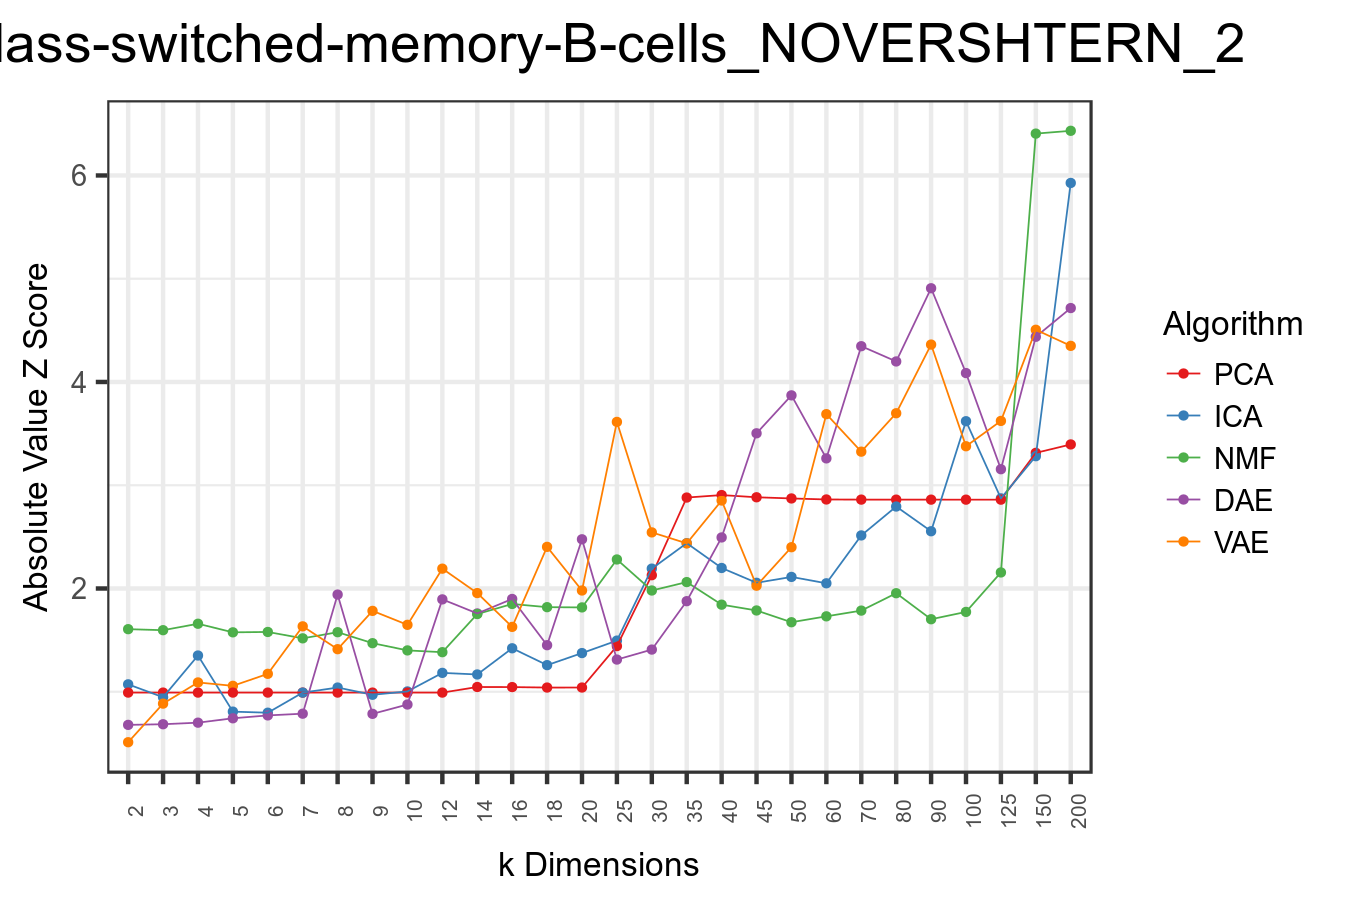 lass-switched-memory-B-cells_NOVERSHTERN_2
Absolute Value Z Score
6
4
2
2 3 4 5 6 7 8 9 10 12 14 16 18 20 25 30 35 40 45 50 60 70 80 90 100 125 150 200
k Dimensions
Algorithm
PCA
ICA
NMF
DAE
VAE